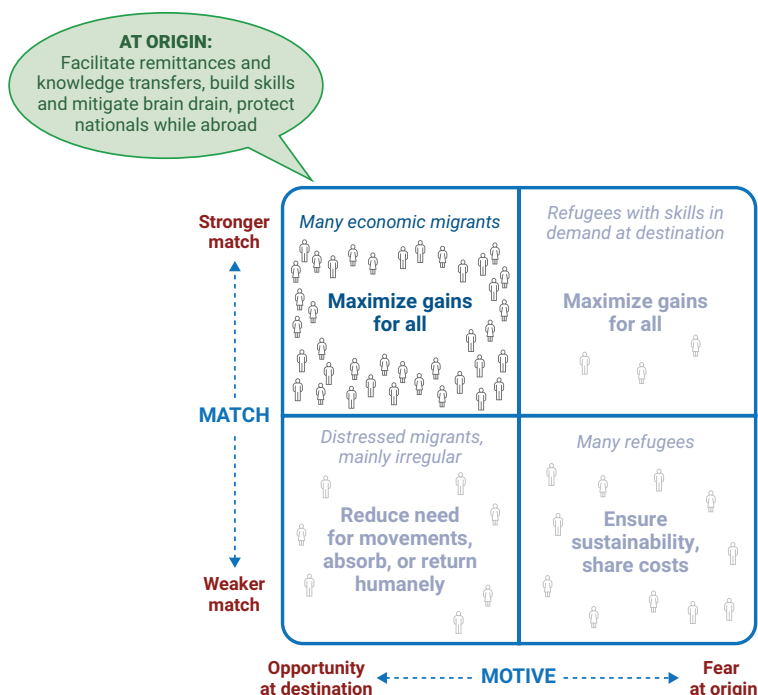 AT ORIGIN:
Facilitate remittances and
knowledge transfers, build skills
and mitigate brain drain, protect
nationals while abroad
Stronger
match
MATCH
Weaker
match
Many economic migrants
Maximize gains
for all
Refugees with skills in
demand at destination
Maximize gains
for all
Distressed migrants,
mainly irregular
Reduce need
for movements,
absorb, or return
humanely
Many refugees
Ensure
sustainability,
share costs
Opportunity
at destination
MOTIVE
Fear
at origin